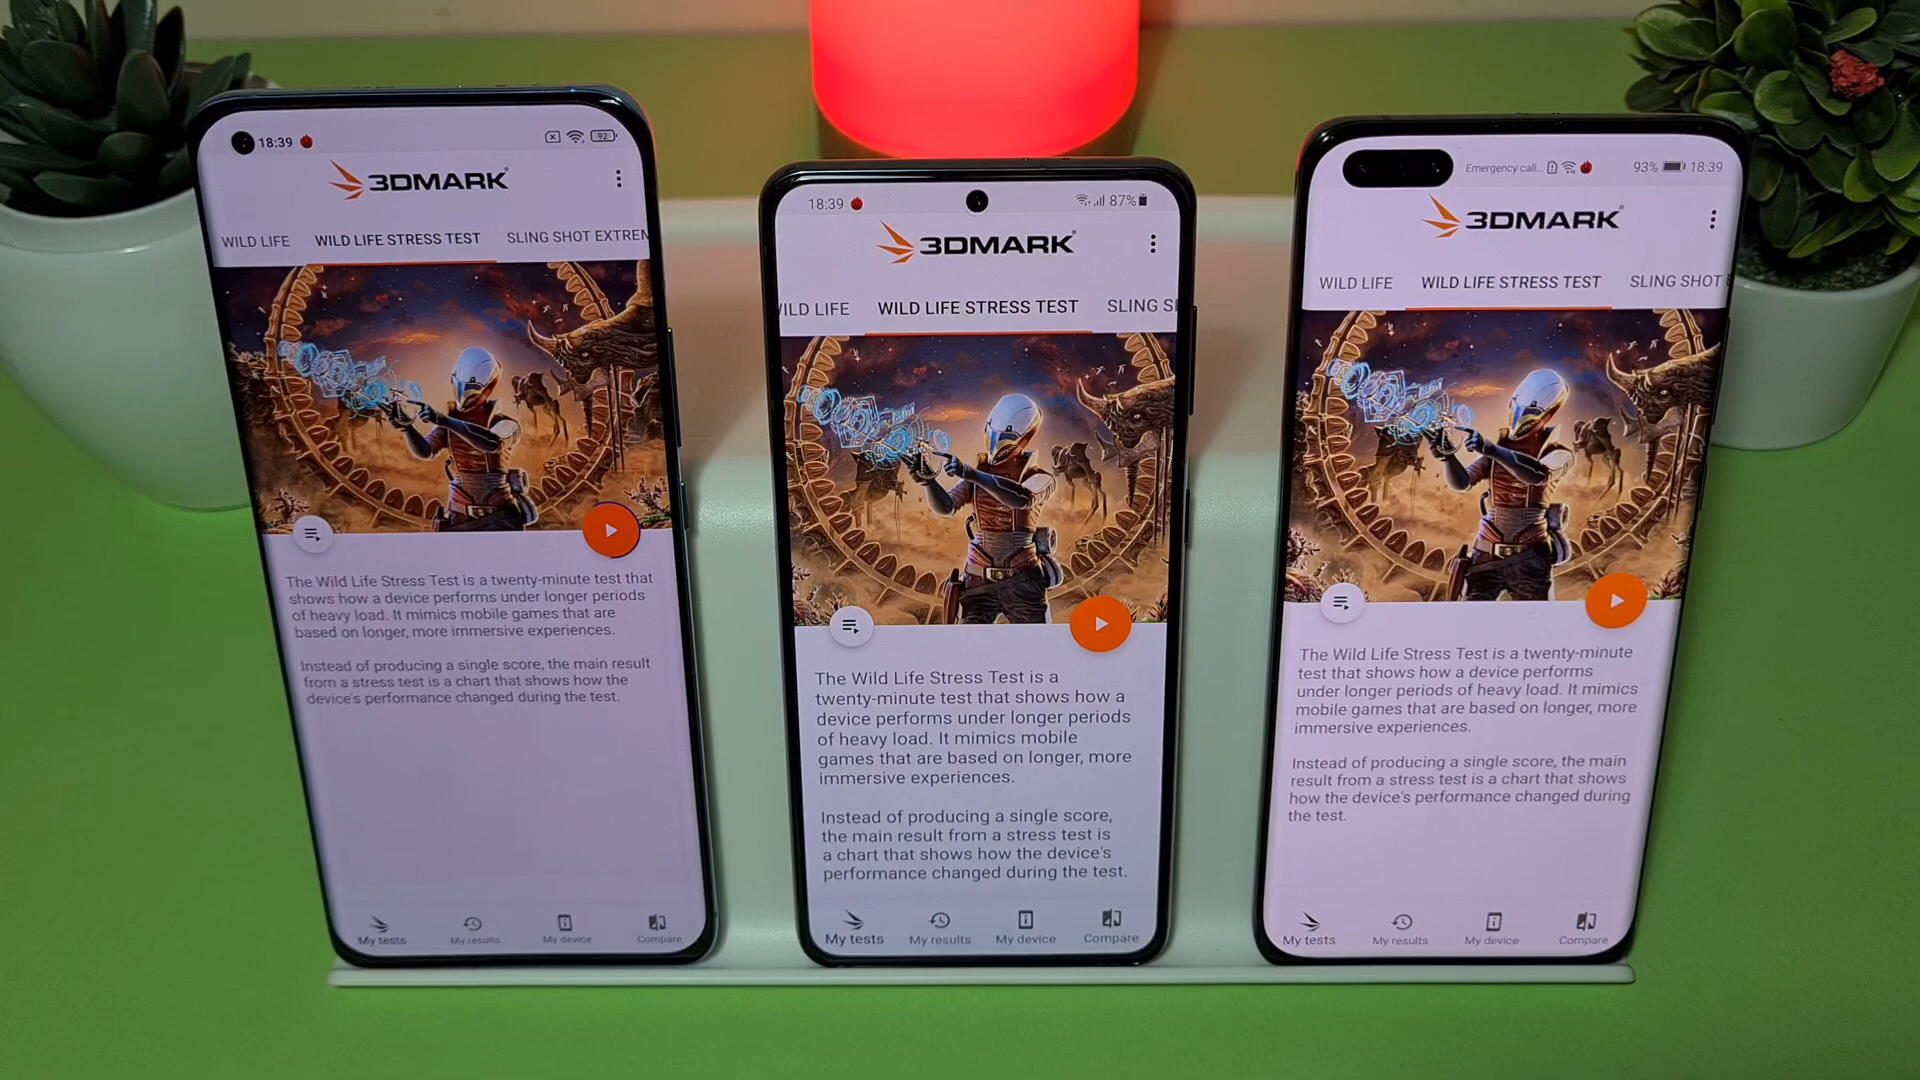 18:39
92
3DMARK
WILD LIFE
WILD LIFE STRESS TEST
SLING SHOT EXTREM
The Wild Life Stress Test is a twenty-minute test that
shows how a device performs under longer periods
of heavy load. It mimics mobile games that are
based on longer, more immersive experiences.
Instead of producing a single score, the main result
from a stress test is a chart that shows how the
device's performance changed during the test.
My tests
My results
My device
Compare
18:39
87%
3DMARK
ILD LIFE
WILD LIFE STRESS TEST
SLING S
The Wild Life Stress Test is a
twenty-minute test that shows how a
device performs under longer periods
of heavy load. It mimics mobile
games that are based on longer, more
immersive experiences.
Instead of producing a single score,
the main result from a stress test is
a chart that shows how the device's
performance changed during the test.
My tests
My results
My device
Compare
Emergency call...
93%
18:39
3DMARK
WILD LIFE
WILD LIFE STRESS TEST
SLING SHOT E
The Wild Life Stress Test is a twenty-minute
test that shows how a device performs
under longer periods of heavy load. It mimics
mobile games that are based on longer, more
immersive experiences.
Instead of producing a single score, the main
result from a stress test is a chart that shows
how the device's performance changed during
the test.
My tests
My results
My device
Compare